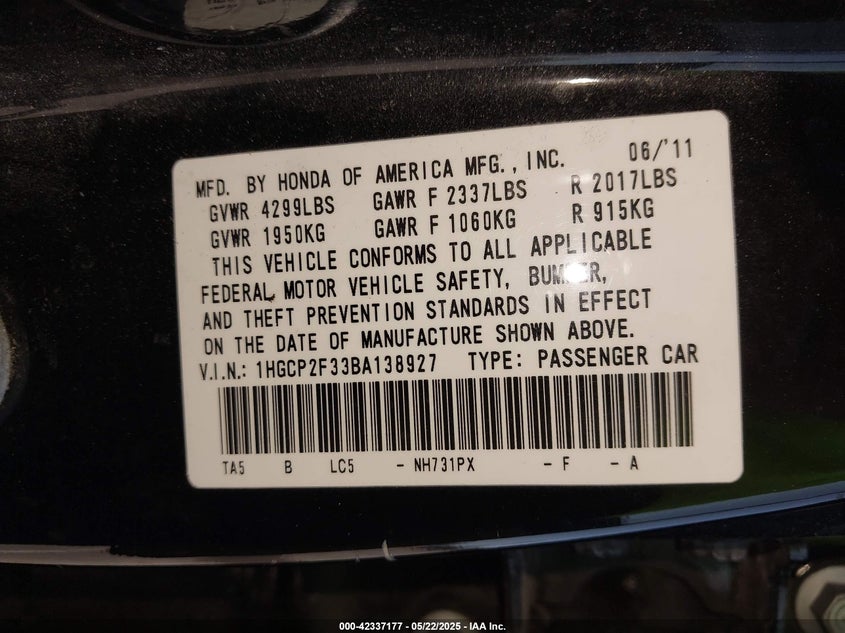 MFD. BY HONDA OF AMERICA MFG., INC. 06/'11
GVWR 4299LBS GAWR F 2337LBS R 2017LBS
GVWR 1950KG GAWR F 1060KG R 915KG
THIS VEHICLE CONFORMS TO ALL APPLICABLE
FEDERAL MOTOR VEHICLE SAFETY, BUMPER,
AND THEFT PREVENTION STANDARDS IN EFFECT
ON THE DATE OF MANUFACTURE SHOWN ABOVE.
V.I.N.: 1HGCP2F33BA138927 TYPE: PASSENGER CAR
TA5 B LC5 - NH731PX - F - A
000-42337177 - 05/22/2025 - IAA Inc.